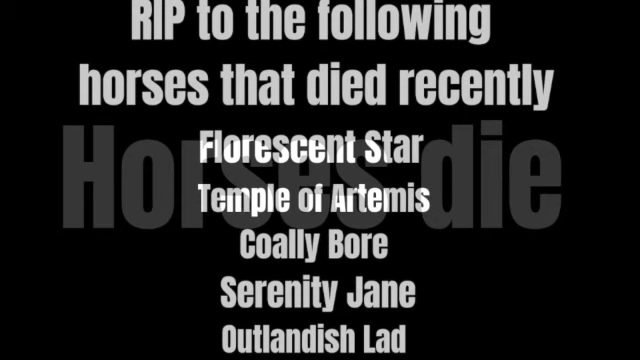 RIP to the following
horses that died recently
Horses die
Florescent Star
Temple of Artemis
Coally Bore
Serenity Jane
Outlandish Lad